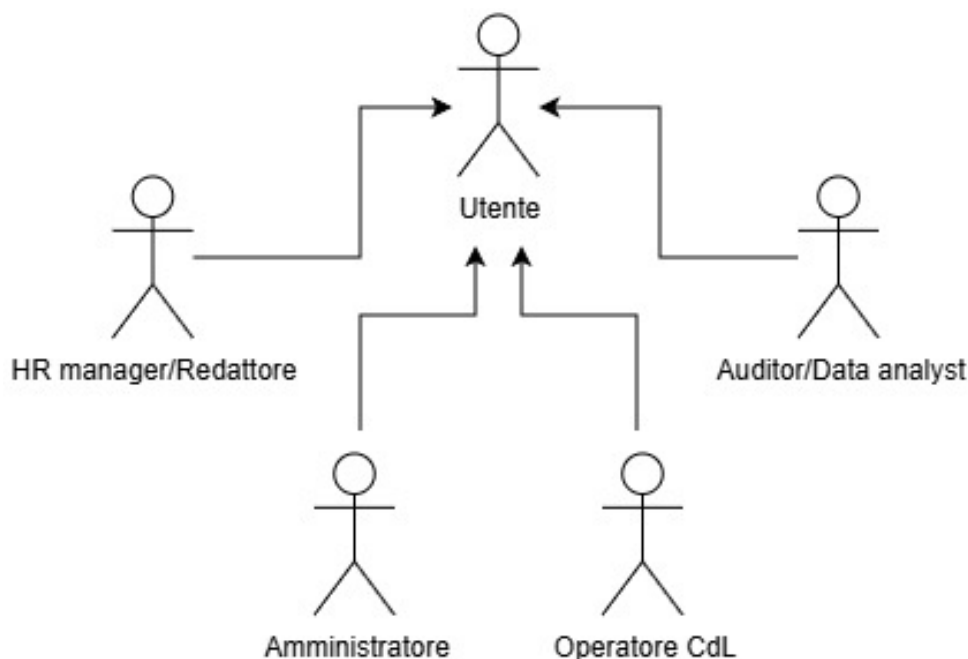 Utente
HR manager/Redattore
Auditor/Data analyst
Amministratore
Operatore CdL